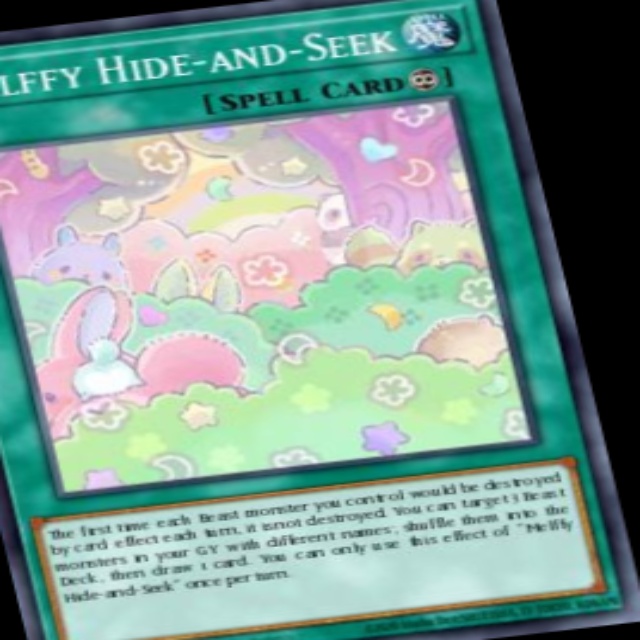 LFFY HIDE-AND-SEEK
[SPELL CARD]
The first time each Beast monster you control would be destroyed
by card effect each turn, it is not destroyed. You can target 3 Beast
monsters in your GY with different names; shuffle them into the
Deck, then draw 1 card. You can only use this effect of "Melffy
Hide-and-Seek" once per turn.